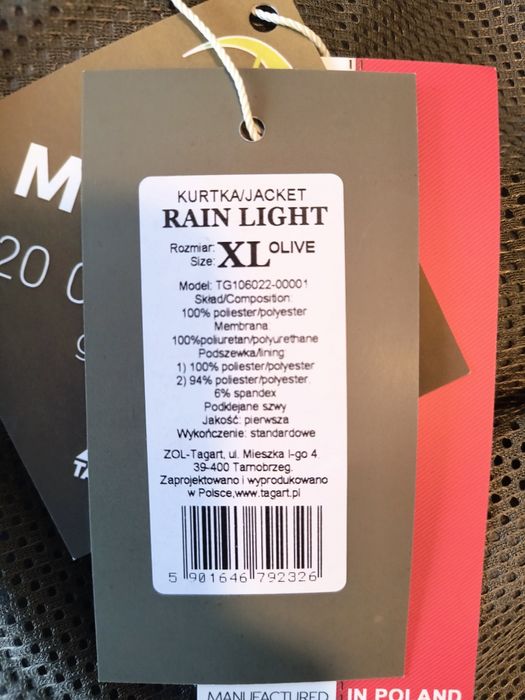 KURTKA/JACKET
RAIN LIGHT
Rozmiar:
Size: XL OLIVE
Model: TG106022-00001
Skład/Composition:
100% poliester/polyester
Membrana
100%poliuretan/polyurethane
Podszewka/lining
1) 100% poliester/polyester
2) 94% poliester/polyester
6% spandex
Podklejane szwy
Jakość: pierwsza
Wykończenie: standardowe
ZOL-Tagart, ul. Mieszka I-go 4
39-400 Tarnobrzeg.
Zaprojektowano i wyprodukowano
w Polsce,www.tagart.pl
5 901646 792326
M
20 0
g
TA
MANUFACTURED IN POLAND